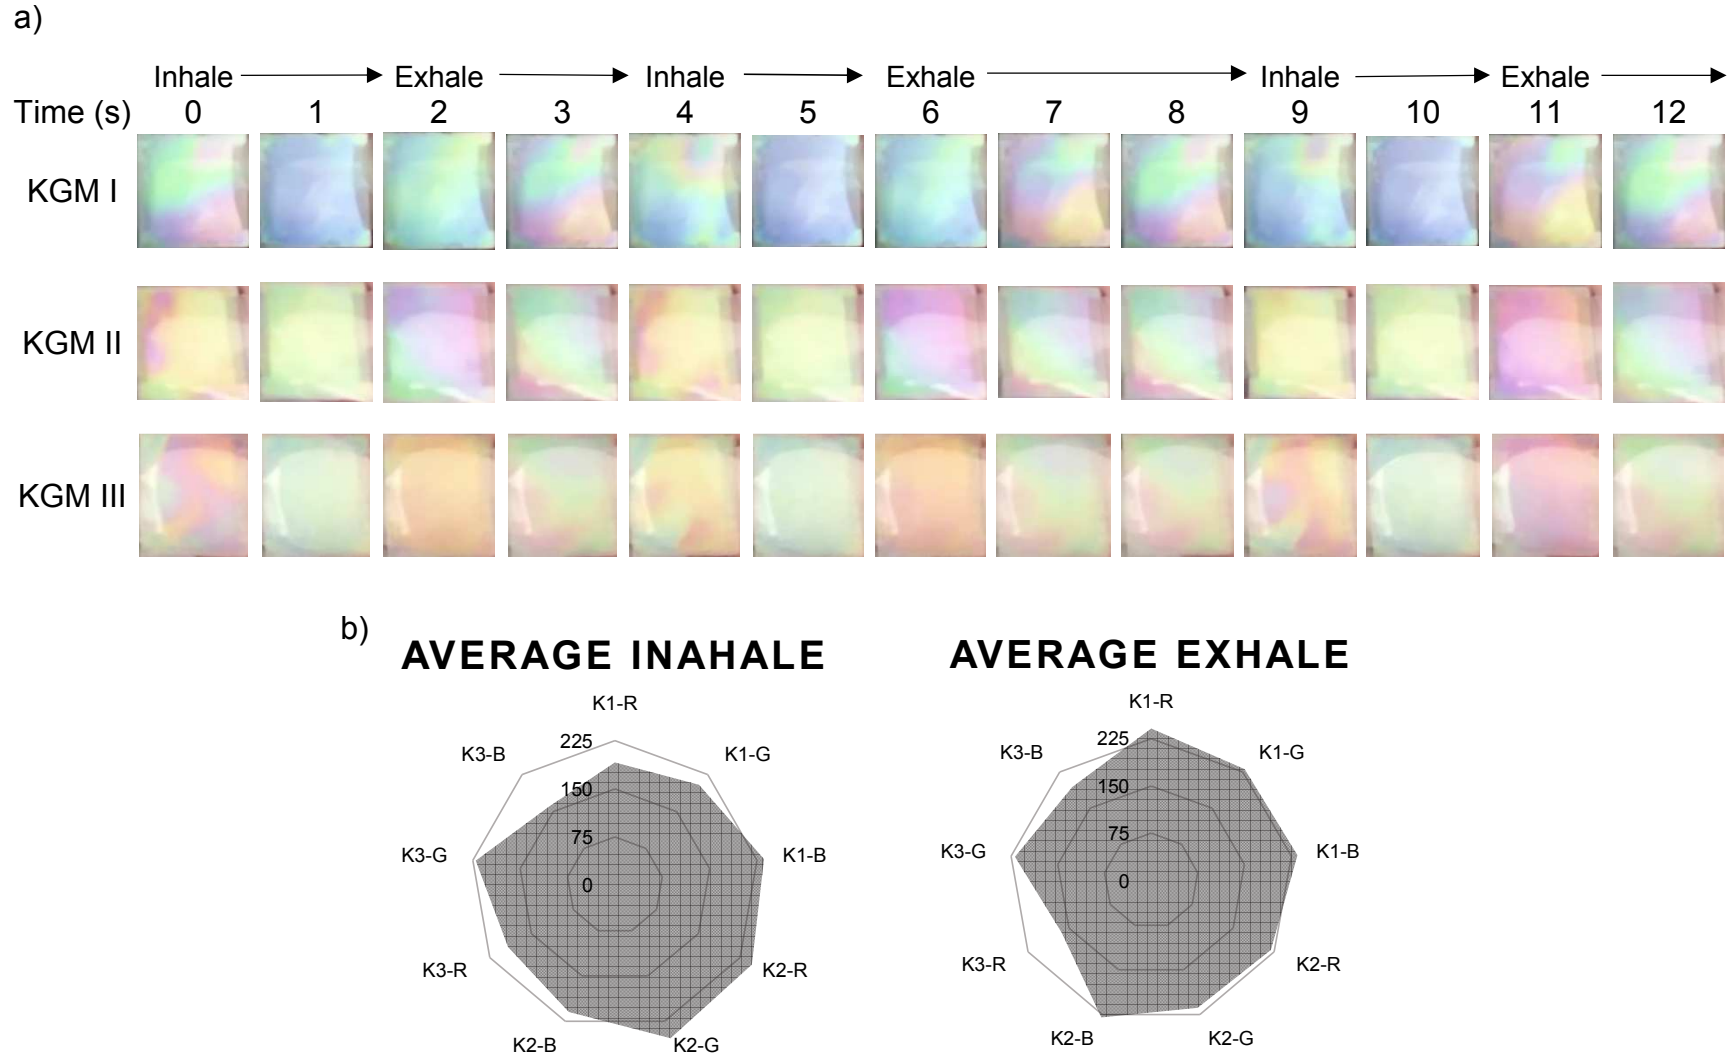 a)
Inhale Exhale Inhale Exhale Inhale Exhale
Time (s) 0 1 2 3 4 5 6 7 8 9 10 11 12
KGM I
KGM II
KGM III
b)
AVERAGE INAHALE
K1-R
225
K3-B
K1-G
150
75
K3-G
K1-B
0
K3-R
K2-R
K2-B
K2-G
AVERAGE EXHALE
K1-R
225
K3-B
K1-G
150
75
K3-G
K1-B
0
K3-R
K2-R
K2-B
K2-G